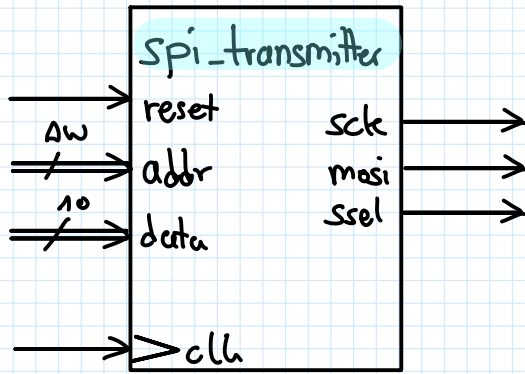 spi_transmitter
reset
sck
AW
addr
mosi
10
ssel
data
clk